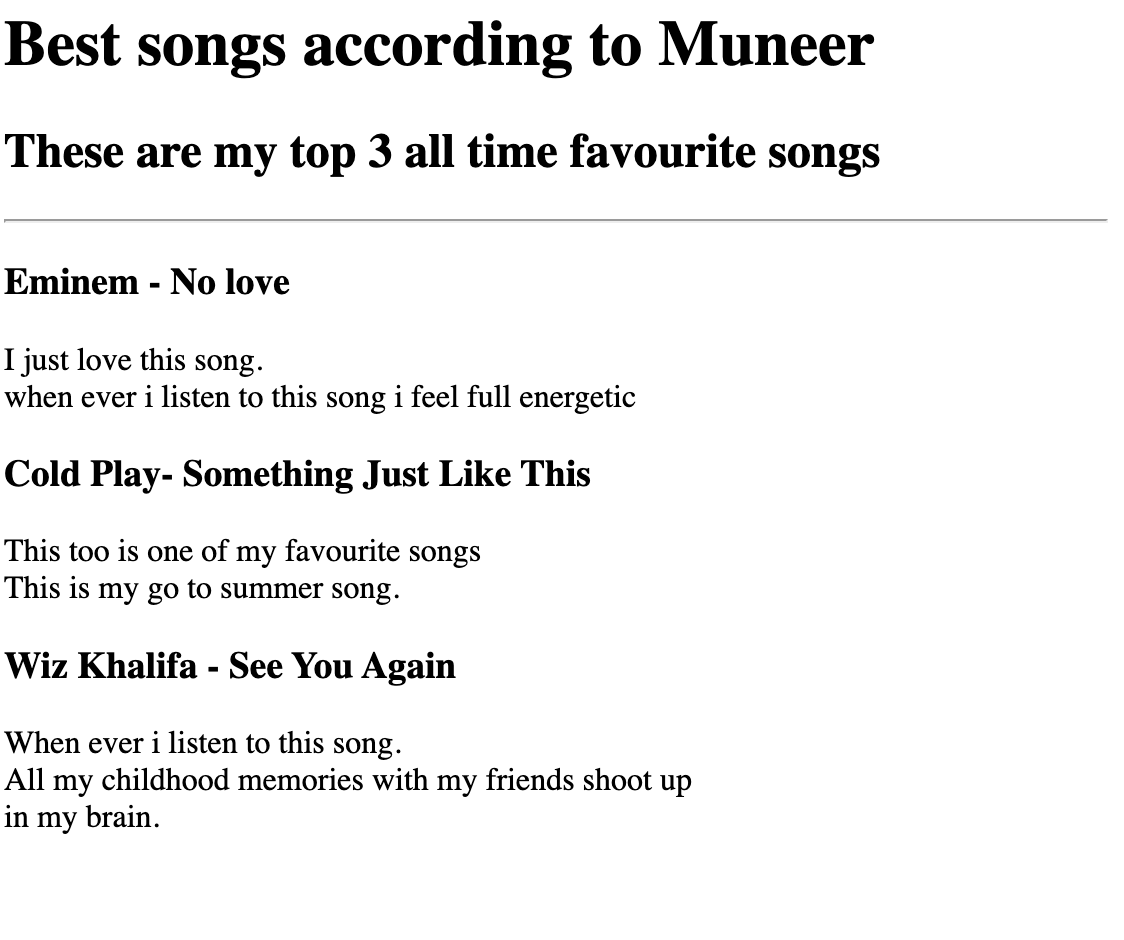 Best songs according to Muneer
These are my top 3 all time favourite songs
Eminem - No love
I just love this song.
when ever i listen to this song i feel full energetic
Cold Play- Something Just Like This
This too is one of my favourite songs
This is my go to summer song.
Wiz Khalifa - See You Again
When ever i listen to this song.
All my childhood memories with my friends shoot up
in my brain.